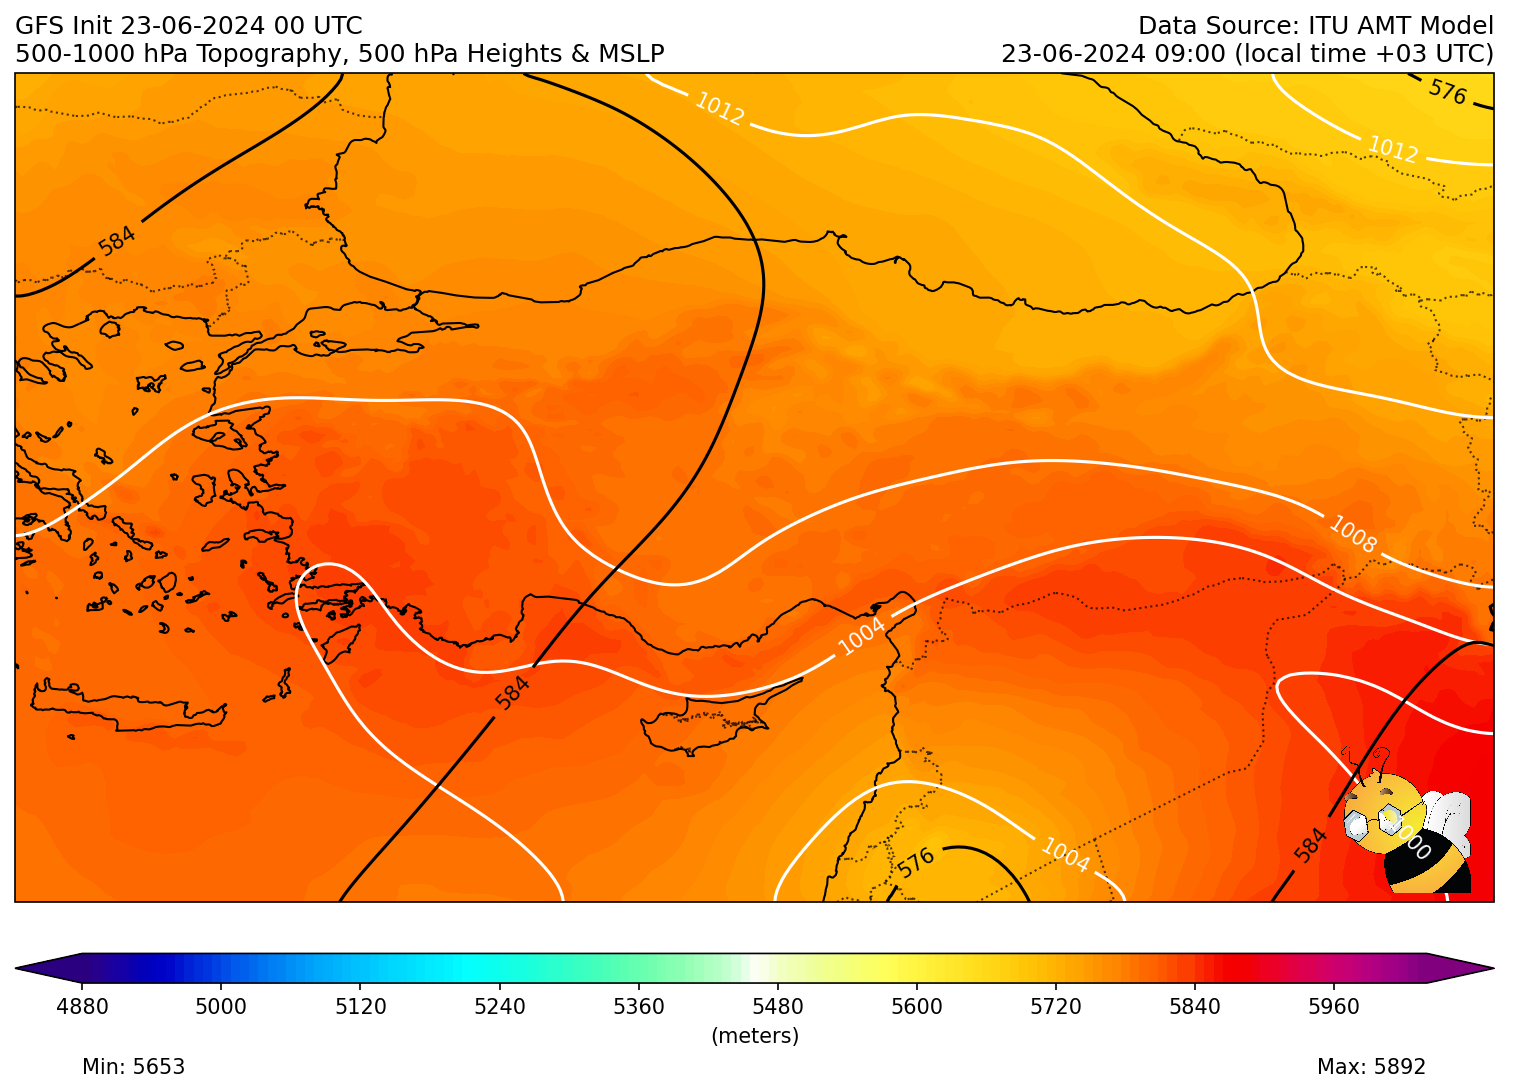 GFS Init 23-06-2024 00 UTC
Data Source: ITU AMT Model
500-1000 hPa Topography, 500 hPa Heights & MSLP
23-06-2024 09:00 (local time +03 UTC)
576
1012
1012
584
1008
1004
584
1000
584
1004
576
4880 5000 5120 5240 5360 5480 5600 5720 5840 5960
(meters)
Min: 5653
Max: 5892